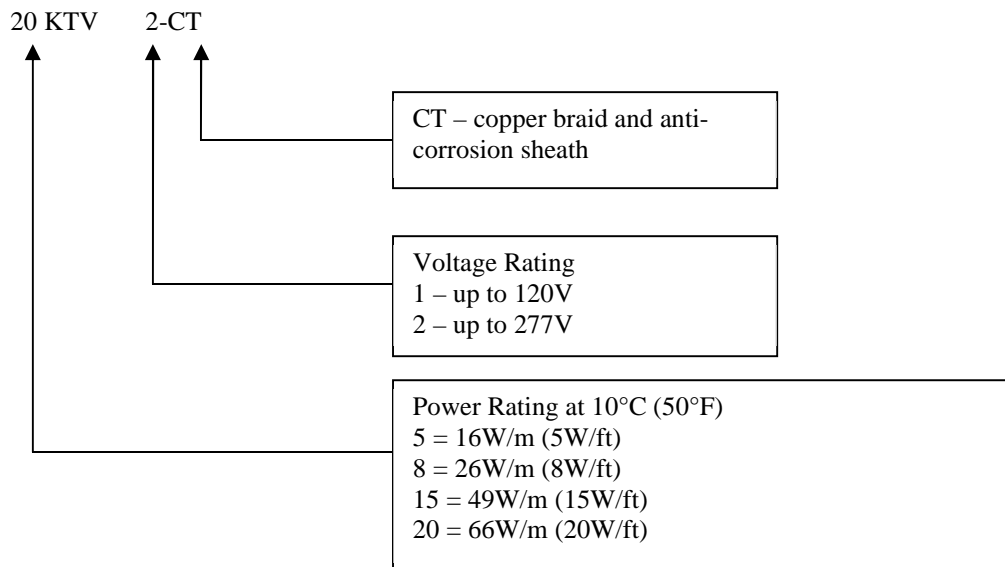 20 KTV 2-CT
CT – copper braid and anti-
corrosion sheath
Voltage Rating
1 – up to 120V
2 – up to 277V
Power Rating at 10°C (50°F)
5 = 16W/m (5W/ft)
8 = 26W/m (8W/ft)
15 = 49W/m (15W/ft)
20 = 66W/m (20W/ft)